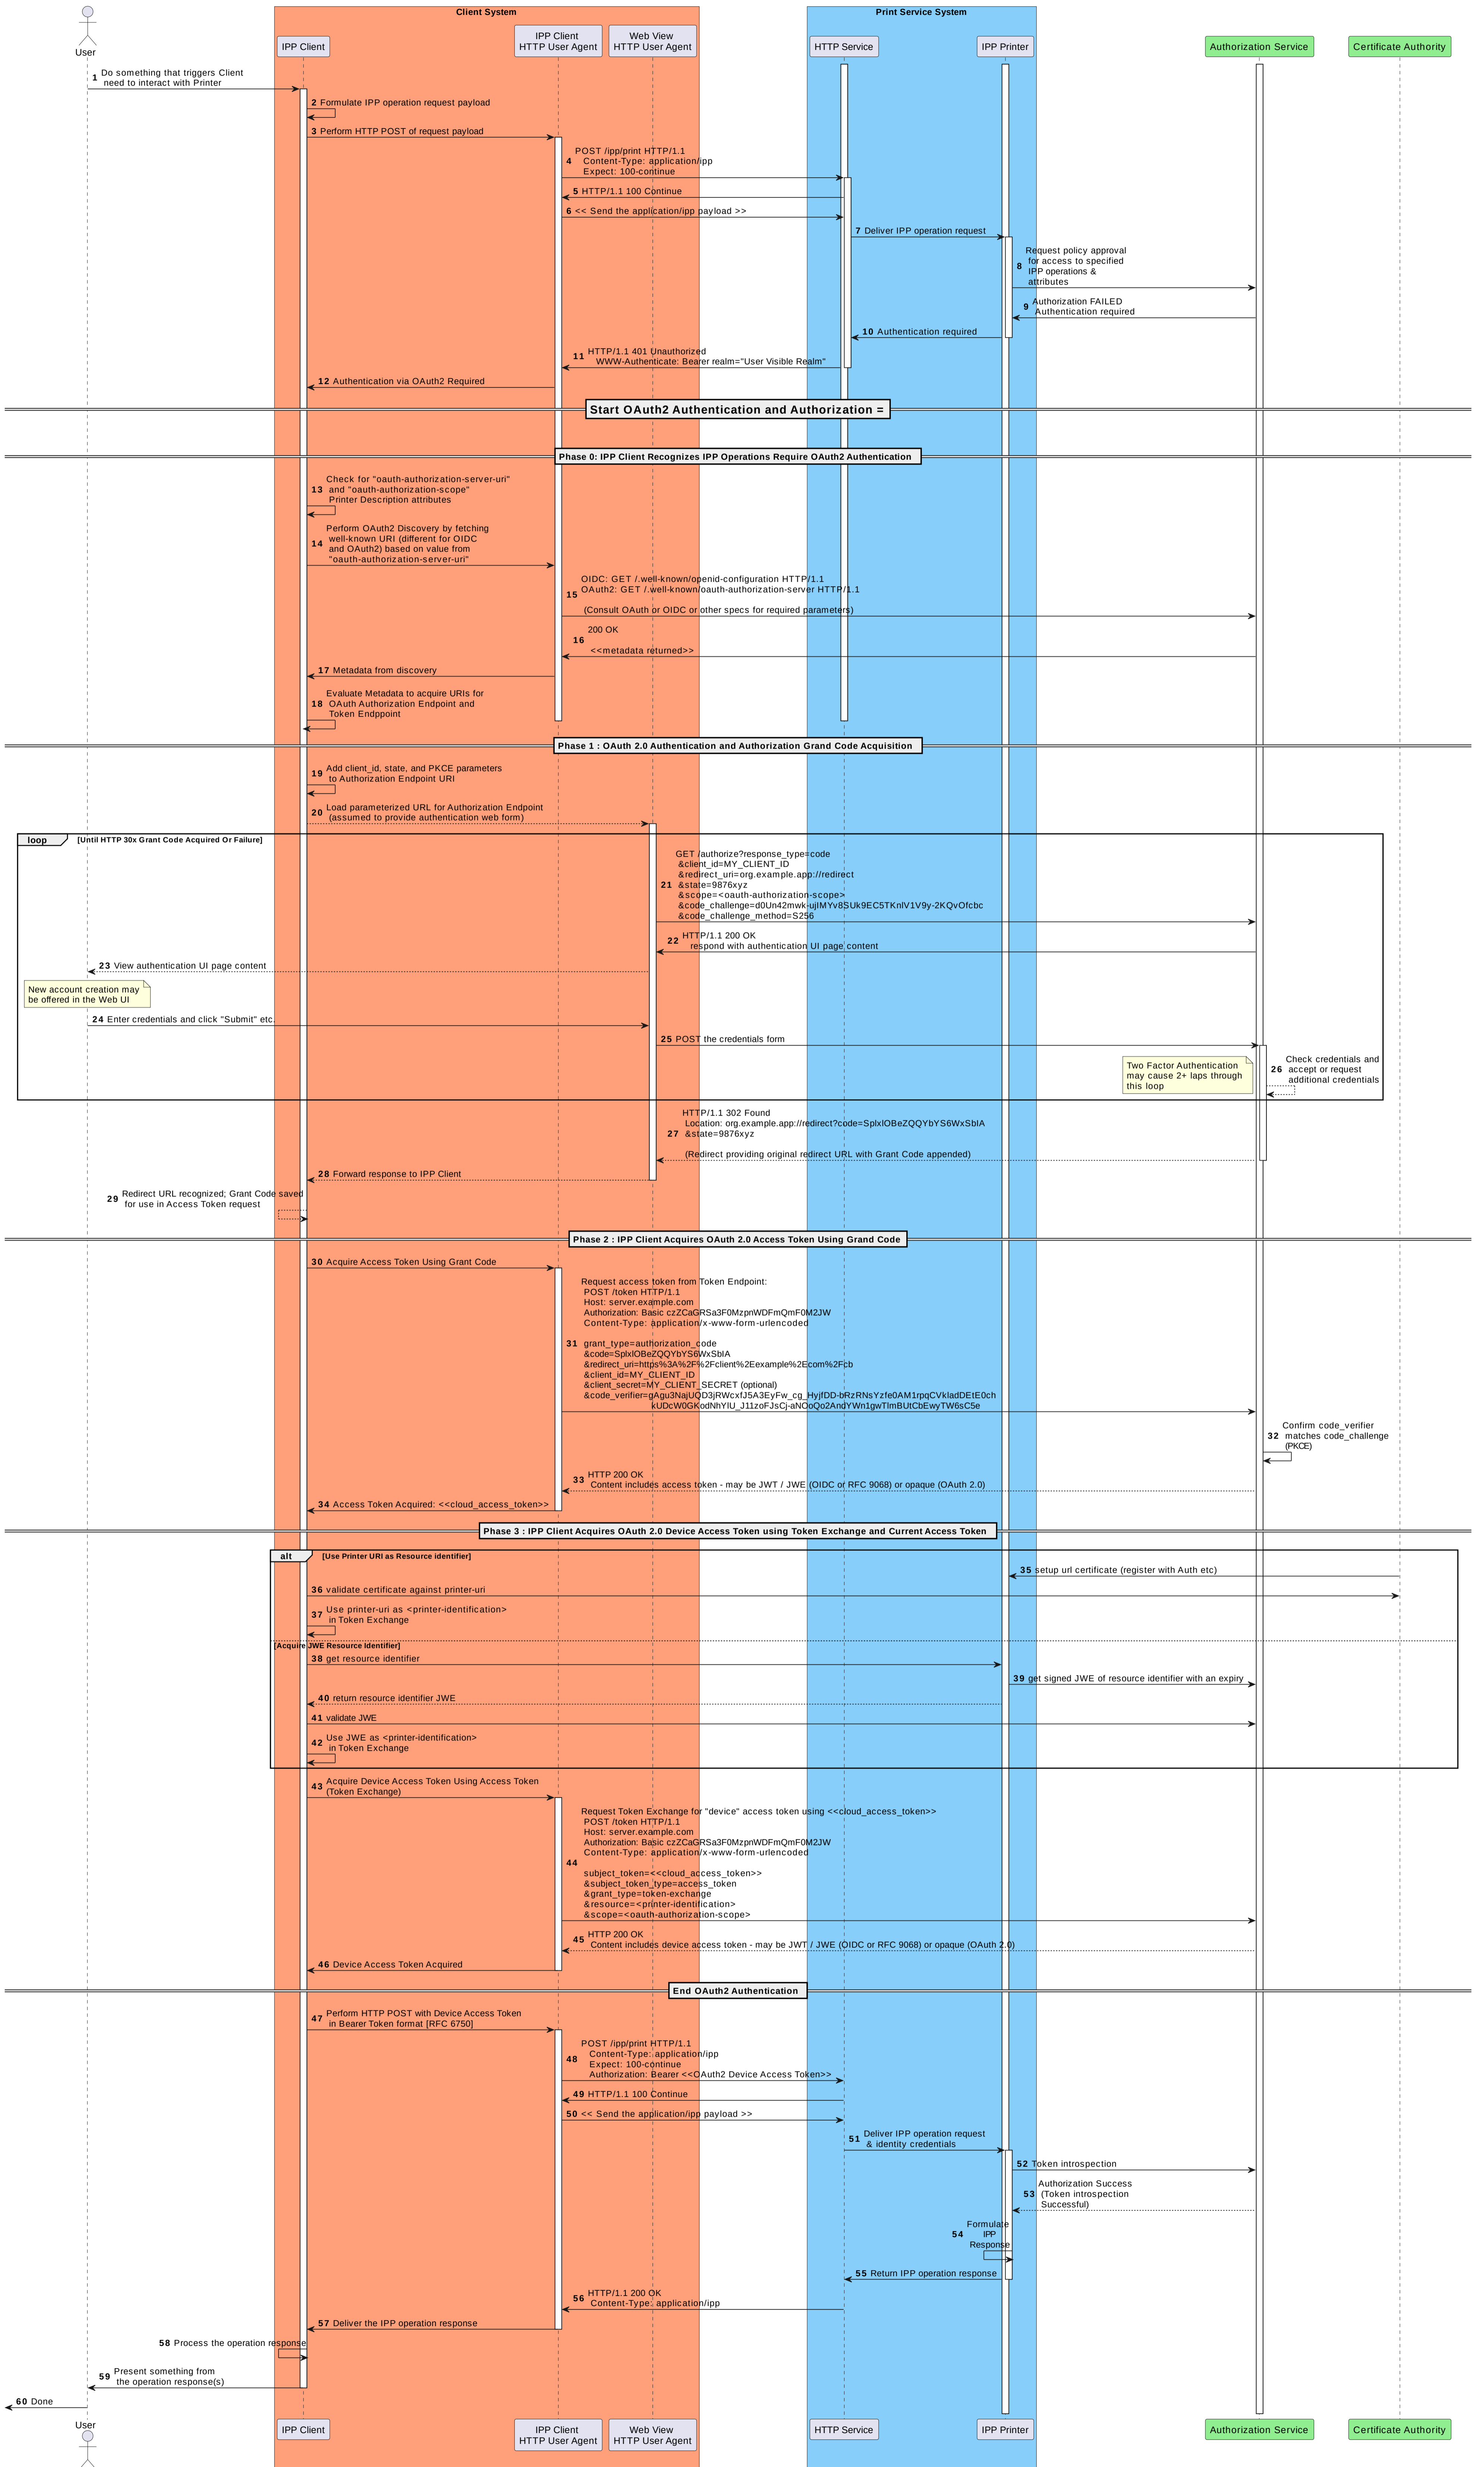 Client System
Print Service System
User
IPP Client
IPP Client
HTTP User Agent
Web View
HTTP User Agent
HTTP Service
IPP Printer
Authorization Service
Certificate Authority
1 Do something that triggers Client
need to interact with Printer
2 Formulate IPP operation request payload
3 Perform HTTP POST of request payload
4 POST /ipp/print HTTP/1.1
Content-Type: application/ipp
Expect: 100-continue
5 HTTP/1.1 100 Continue
6 << Send the application/ipp payload >>
7 Deliver IPP operation request
8 Request policy approval
for access to specified
IPP operations &
attributes
9 Authorization FAILED
Authentication required
10 Authentication required
11 HTTP/1.1 401 Unauthorized
WWW-Authenticate: Bearer realm="User Visible Realm"
12 Authentication via OAuth2 Required
Start OAuth2 Authentication and Authorization =
Phase 0: IPP Client Recognizes IPP Operations Require OAuth2 Authentication
13 Check for "oauth-authorization-server-uri"
and "oauth-authorization-scope"
Printer Description attributes
14 Perform OAuth2 Discovery by fetching
well-known URI (different for OIDC
and OAuth2) based on value from
"oauth-authorization-server-uri"
15 OIDC: GET /.well-known/openid-configuration HTTP/1.1
OAuth2: GET /.well-known/oauth-authorization-server HTTP/1.1
(Consult OAuth or OIDC or other specs for required parameters)
16 200 OK
<<metadata returned>>
17 Metadata from discovery
18 Evaluate Metadata to acquire URIs for
OAuth Authorization Endpoint and
Token Endppoint
Phase 1 : OAuth 2.0 Authentication and Authorization Grand Code Acquisition
19 Add client_id, state, and PKCE parameters
to Authorization Endpoint URI
20 Load parameterized URL for Authorization Endpoint
(assumed to provide authentication web form)
loop [Until HTTP 30x Grant Code Acquired Or Failure]
21 GET /authorize?response_type=code
&client_id=MY_CLIENT_ID
&redirect_uri=org.example.app://redirect
&state=9876xyz
&scope=<oauth-authorization-scope>
&code_challenge=d0Un42mwk-ujIMYv8SUk9EC5TKnlV1V9y-2KQvOfcbc
&code_challenge_method=S256
22 HTTP/1.1 200 OK
respond with authentication UI page content
23 View authentication UI page content
New account creation may
be offered in the Web UI
24 Enter credentials and click "Submit" etc.
25 POST the credentials form
Two Factor Authentication
may cause 2+ laps through
this loop
26 Check credentials and
accept or request
additional credentials
27 HTTP/1.1 302 Found
Location: org.example.app://redirect?code=SplxlOBeZQQYbYS6WxSbIA
&state=9876xyz
(Redirect providing original redirect URL with Grant Code appended)
28 Forward response to IPP Client
29 Redirect URL recognized; Grant Code saved
for use in Access Token request
Phase 2 : IPP Client Acquires OAuth 2.0 Access Token Using Grand Code
30 Acquire Access Token Using Grant Code
31 Request access token from Token Endpoint:
POST /token HTTP/1.1
Host: server.example.com
Authorization: Basic czZCaGRSa3F0MzpnWDFmQmF0M2JW
Content-Type: application/x-www-form-urlencoded
grant_type=authorization_code
&code=SplxlOBeZQQYbYS6WxSbIA
&redirect_uri=https%3A%2F%2Fclient%2Eexample%2Ecom%2Fcb
&client_id=MY_CLIENT_ID
&client_secret=MY_CLIENT_SECRET (optional)
&code_verifier=gAgu3NajUQD3jRWcxfJ5A3EyFw_cg_HyjfDD-bRzRNsYzfe0AM1rpqCVkladDEtE0ch
kUDcW0GKodNhYlU_J11zoFJsCj-aNOoQo2AndYWn1gwTlmBUtCbEwyTW6sC5e
32 Confirm code_verifier
matches code_challenge
(PKCE)
33 HTTP 200 OK
Content includes access token - may be JWT / JWE (OIDC or RFC 9068) or opaque (OAuth 2.0)
34 Access Token Acquired: <<cloud_access_token>>
Phase 3 : IPP Client Acquires OAuth 2.0 Device Access Token using Token Exchange and Current Access Token
alt [Use Printer URI as Resource identifier]
35 setup url certificate (register with Auth etc)
36 validate certificate against printer-uri
37 Use printer-uri as <printer-identification>
in Token Exchange
[Acquire JWE Resource Identifier]
38 get resource identifier
39 get signed JWE of resource identifier with an expiry
40 return resource identifier JWE
41 validate JWE
42 Use JWE as <printer-identification>
in Token Exchange
43 Acquire Device Access Token Using Access Token
(Token Exchange)
44 Request Token Exchange for "device" access token using <<cloud_access_token>>
POST /token HTTP/1.1
Host: server.example.com
Authorization: Basic czZCaGRSa3F0MzpnWDFmQmF0M2JW
Content-Type: application/x-www-form-urlencoded
subject_token=<<cloud_access_token>>
&subject_token_type=access_token
&grant_type=token-exchange
&resource=<printer-identification>
&scope=<oauth-authorization-scope>
45 HTTP 200 OK
Content includes device access token - may be JWT / JWE (OIDC or RFC 9068) or opaque (OAuth 2.0)
46 Device Access Token Acquired
End OAuth2 Authentication
47 Perform HTTP POST with Device Access Token
in Bearer Token format [RFC 6750]
48 POST /ipp/print HTTP/1.1
Content-Type: application/ipp
Expect: 100-continue
Authorization: Bearer <<OAuth2 Device Access Token>>
49 HTTP/1.1 100 Continue
50 << Send the application/ipp payload >>
51 Deliver IPP operation request
& identity credentials
52 Token introspection
53 Authorization Success
(Token introspection
Successful)
54 Formulate
IPP
Response
55 Return IPP operation response
56 HTTP/1.1 200 OK
Content-Type: application/ipp
57 Deliver the IPP operation response
58 Process the operation response
59 Present something from
the operation response(s)
60 Done
User
IPP Client
IPP Client
HTTP User Agent
Web View
HTTP User Agent
HTTP Service
IPP Printer
Authorization Service
Certificate Authority